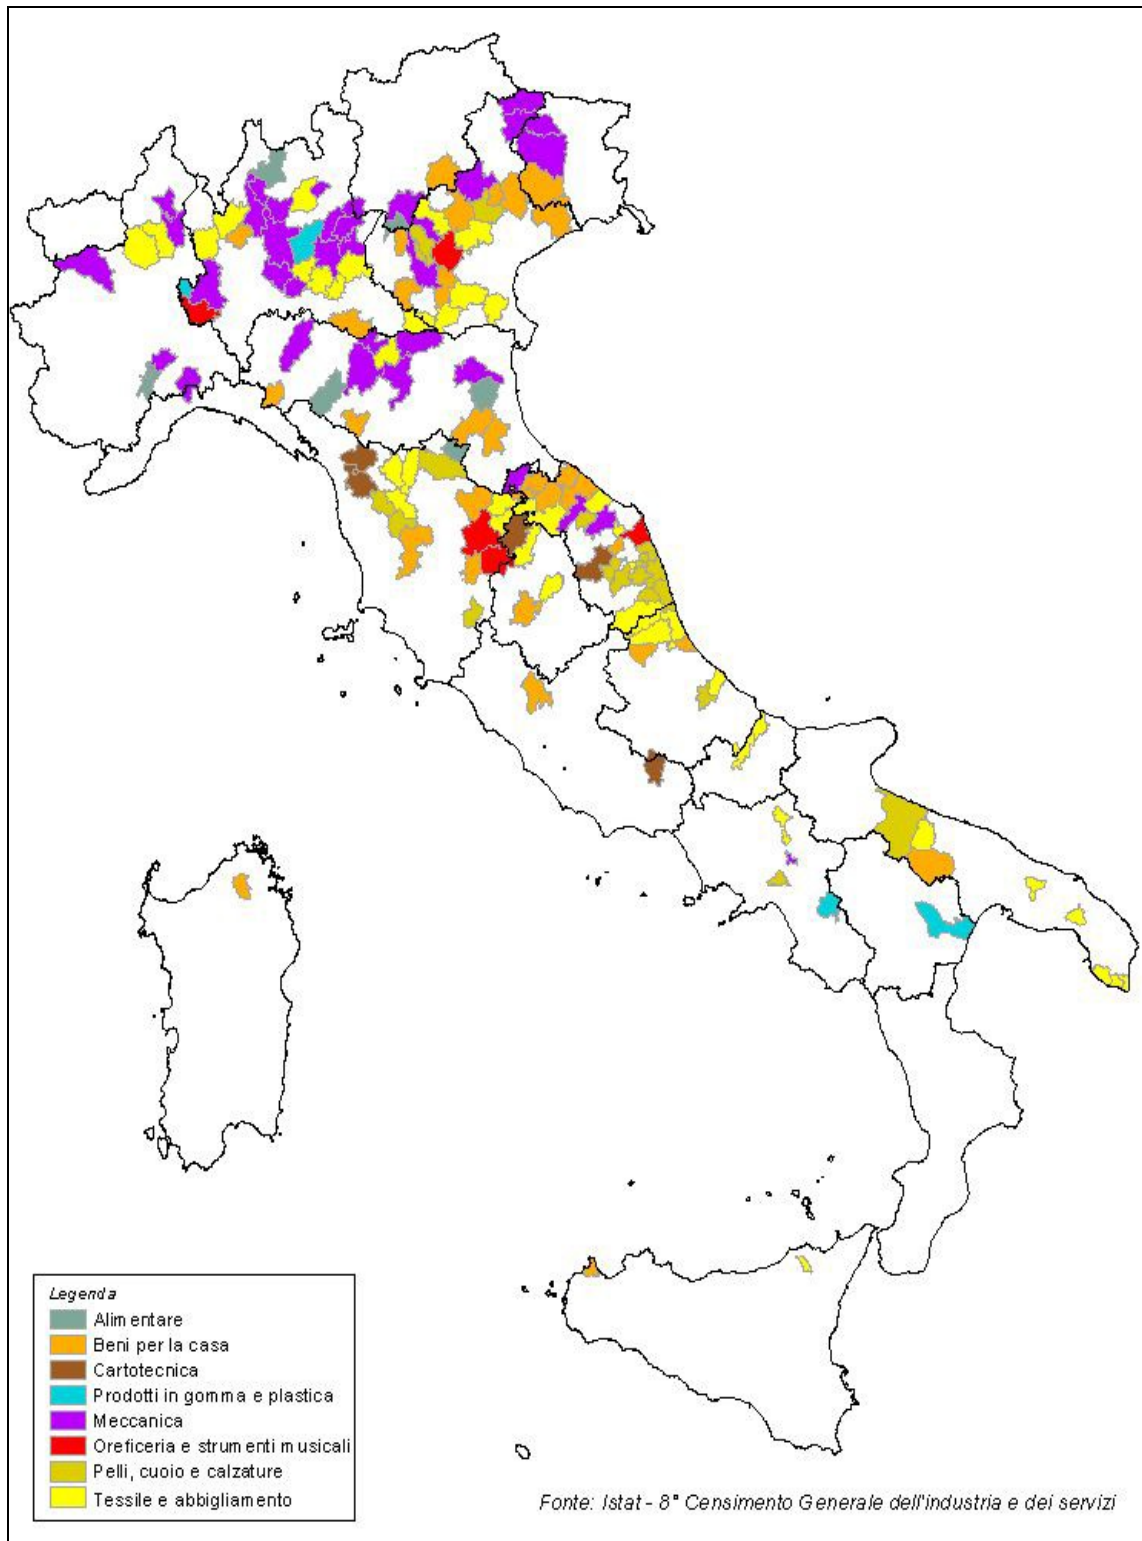 Legenda
Alimentare
Beni per la casa
Cartotecnica
Prodotti in gomma e plastica
Meccanica
Oreficeria e strumenti musicali
Pelli, cuoio e calzature
Tessile e abbigliamento
Fonte: Istat - 8° Censimento Generale dell'industria e dei servizi